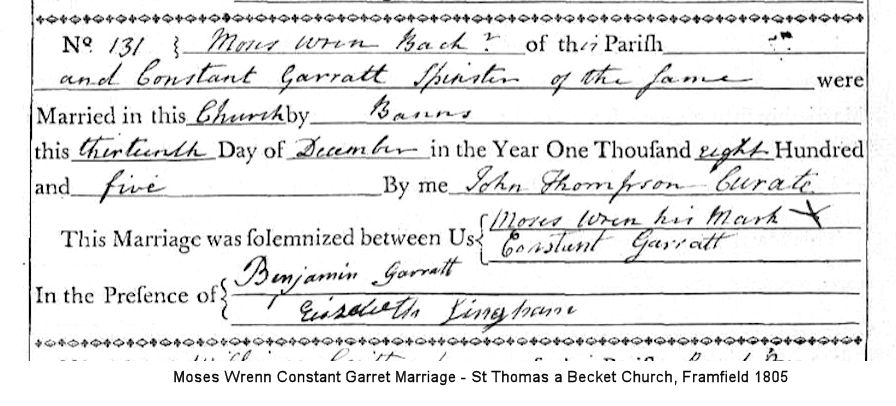 No. 131 { Moses Wren Bachr. of this Pariſh
and Constant Garratt Spinster of the same were
Married in this Church by Banns
this thirteenth Day of December in the Year One Thouſand eight Hundred
and five By me John Thompson Curate
This Marriage was ſolemnized between Us { Moses Wren his Mark X
Constant Garratt
In the Preſence of { Benjamin Garratt
Elizabeth
Moses Wrenn Constant Garret Marriage - St Thomas a Becket Church, Framfield 1805